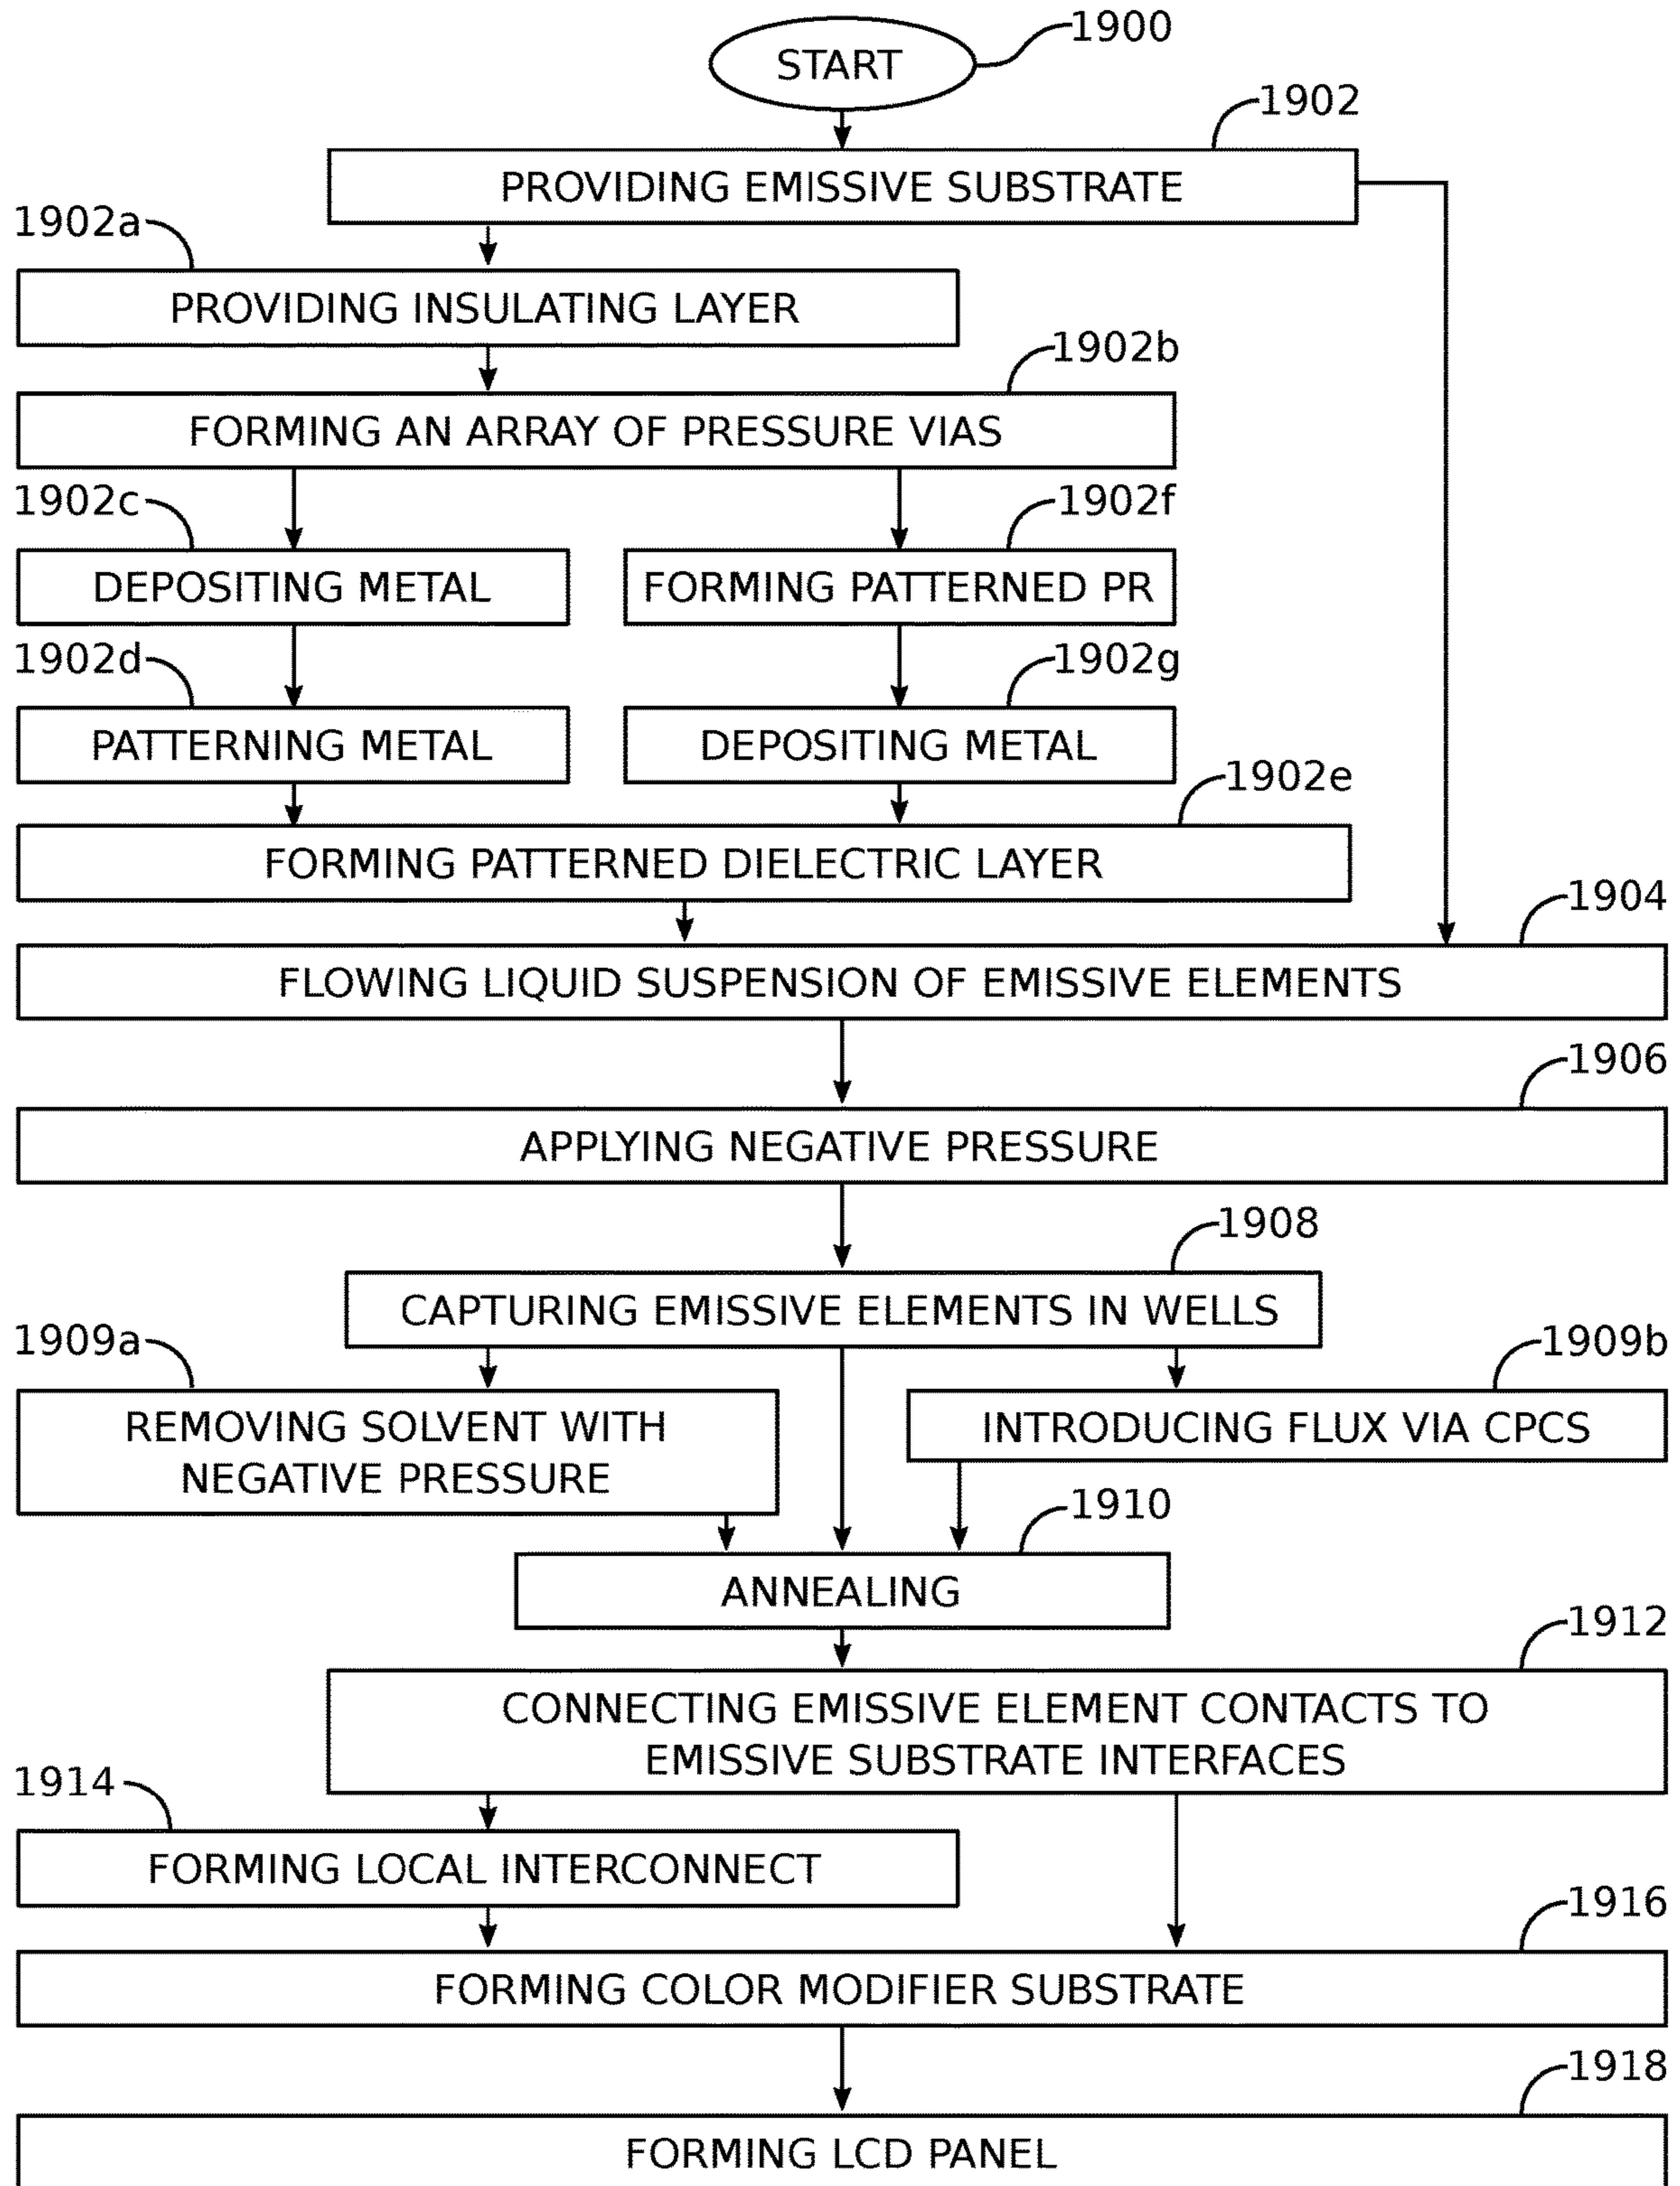 1900
START
1902
PROVIDING EMISSIVE SUBSTRATE
1902a
PROVIDING INSULATING LAYER
1902b
FORMING AN ARRAY OF PRESSURE VIAS
1902c
1902f
DEPOSITING METAL
FORMING PATTERNED PR
1902d
1902g
PATTERNING METAL
DEPOSITING METAL
1902e
FORMING PATTERNED DIELECTRIC LAYER
1904
FLOWING LIQUID SUSPENSION OF EMISSIVE ELEMENTS
1906
APPLYING NEGATIVE PRESSURE
1908
CAPTURING EMISSIVE ELEMENTS IN WELLS
1909a
1909b
REMOVING SOLVENT WITH
NEGATIVE PRESSURE
INTRODUCING FLUX VIA CPCS
1910
ANNEALING
1912
CONNECTING EMISSIVE ELEMENT CONTACTS TO
EMISSIVE SUBSTRATE INTERFACES
1914
FORMING LOCAL INTERCONNECT
1916
FORMING COLOR MODIFIER SUBSTRATE
1918
FORMING LCD PANEL